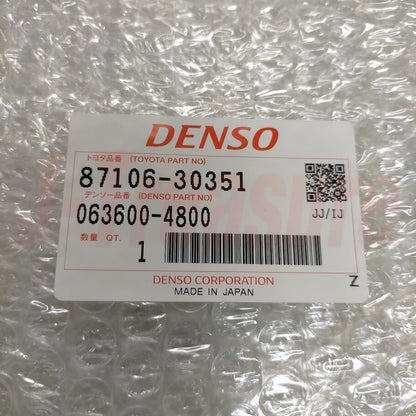 DENSO
トヨタ品番 (TOYOTA PART NO)
87106-30351
デンソー品番 (DENSO PART NO)
063600-4800
JJ/IJ
数量 QT. 1
DENSO CORPORATION
MADE IN JAPAN
Z